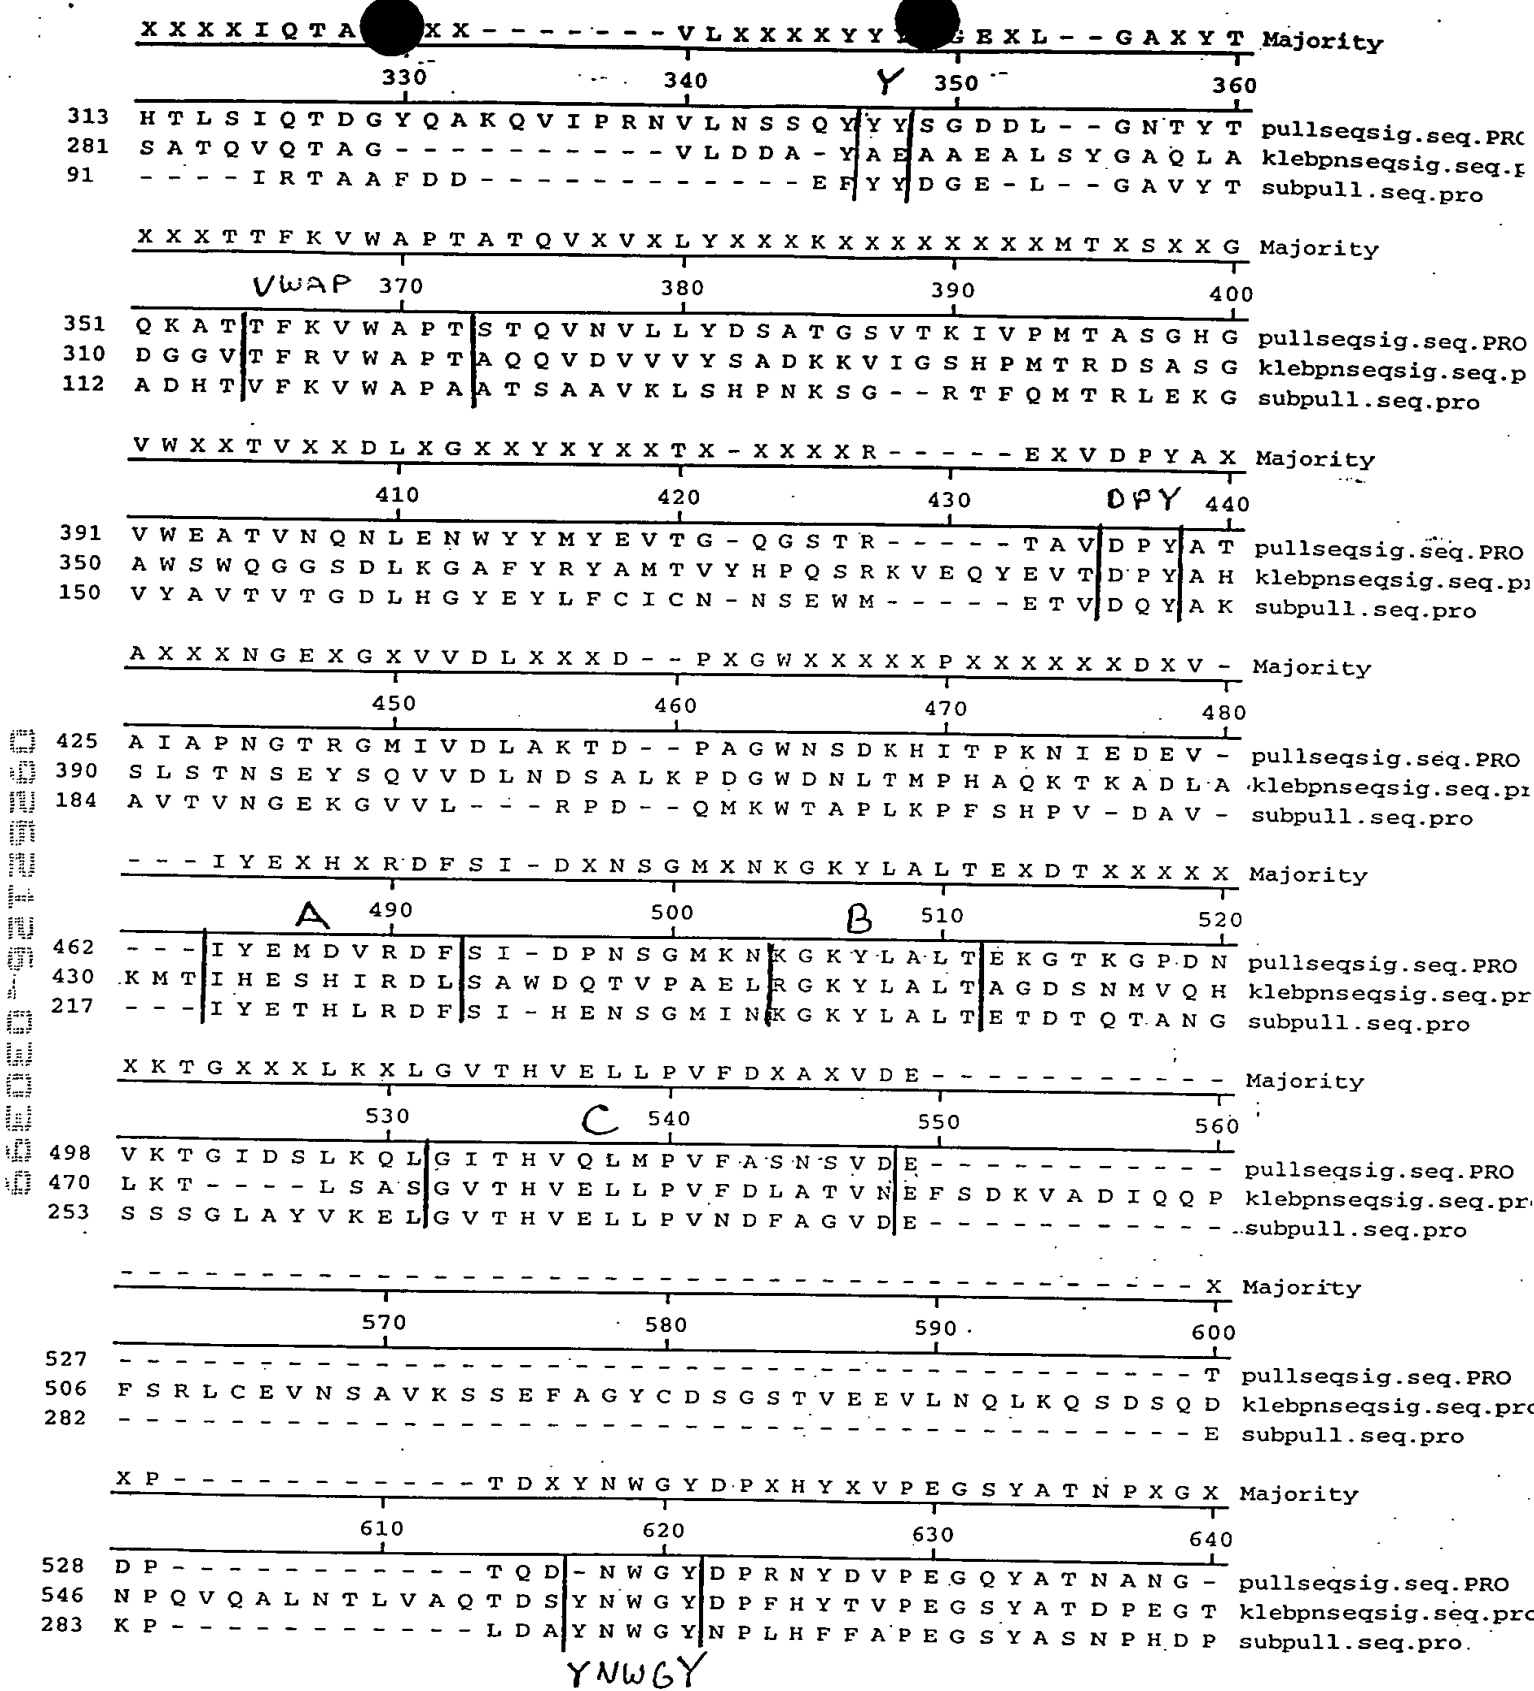 X X X X I Q T A X X - - - - - - - V L X X X X Y Y G E X L - - G A X Y T Majority
330 340 Y 350 360
313 H T L S I Q T D G Y Q A K Q V I P R N V L N S S Q Y Y Y S G D D L - - G N T Y T pullseqsig.seq.PRO
281 S A T Q V Q T A G - - - - - - - - - - V L D D A - Y A E A A E A L S Y G A Q L A klebpnseqsig.seq.p
91 - - - - I R T A A F D D - - - - - - - - - - - - E F Y Y D G E - L - - G A V Y T subpull.seq.pro
X X X T T F K V W A P T A T Q V X V X L Y X X X K X X X X X X X X M T X S X X G Majority
VWAP 370 380 390 400
351 Q K A T T F K V W A P T S T Q V N V L L Y D S A T G S V T K I V P M T A S G H G pullseqsig.seq.PRO
310 D G G V T F R V W A P T A Q Q V D V V V Y S A D K K V I G S H P M T R D S A S G klebpnseqsig.seq.p
112 A D H T V F K V W A P A A T S A A V K L S H P N K S G - - R T F Q M T R L E K G subpull.seq.pro
V W X X T V X X D L X G X X Y X Y X X T X - X X X X R - - - - - E X V D P Y A X Majority
410 420 430 DPY 440
391 V W E A T V N Q N L E N W Y Y M Y E V T G - Q G S T R - - - - - T A V D P Y A T pullseqsig.seq.PRO
350 A W S W Q G G S D L K G A F Y R Y A M T V Y H P Q S R K V E Q Y E V T D P Y A H klebpnseqsig.seq.pr
150 V Y A V T V T G D L H G Y E Y L F C I C N - N S E W M - - - - - E T V D Q Y A K subpull.seq.pro
A X X X N G E X G X V V D L X X X D - - P X G W X X X X X P X X X X X X D X V - Majority
450 460 470 480
425 A I A P N G T R G M I V D L A K T D - - P A G W N S D K H I T P K N I E D E V - pullseqsig.seq.PRO
390 S L S T N S E Y S Q V V D L N D S A L K P D G W D N L T M P H A Q K T K A D L A klebpnseqsig.seq.pr
184 A V T V N G E K G V V L - - - R P D - - Q M K W T A P L K P F S H P V - D A V - subpull.seq.pro
- - - I Y E X H X R D F S I - D X N S G M X N K G K Y L A L T E X D T X X X X X Majority
A 490 500 B 510 520
462 - - - I Y E M D V R D F S I - D P N S G M K N K G K Y L A L T E K G T K G P D N pullseqsig.seq.PRO
430 K M T I H E S H I R D L S A W D Q T V P A E L R G K Y L A L T A G D S N M V Q H klebpnseqsig.seq.pr
217 - - - I Y E T H L R D F S I - H E N S G M I N K G K Y L A L T E T D T Q T A N G subpull.seq.pro
X K T G X X X L K X L G V T H V E L L P V F D X A X V D E - - - - - - - - - - - Majority
530 C 540 550 560
498 V K T G I D S L K Q L G I T H V Q L M P V F A S N S V D E - - - - - - - - - - - pullseqsig.seq.PRO
470 L K T - - - - L S A S G V T H V E L L P V F D L A T V N E F S D K V A D I Q Q P klebpnseqsig.seq.pr
253 S S S G L A Y V K E L G V T H V E L L P V N D F A G V D E - - - - - - - - - - - subpull.seq.pro
- - - - - - - - - - - - - - - - - - - - - - - - - - - - - - - - - - - - - - - X Majority
570 580 590 600
527 - - - - - - - - - - - - - - - - - - - - - - - - - - - - - - - - - - - - - - - T pullseqsig.seq.PRO
506 F S R L C E V N S A V K S S E F A G Y C D S G S T V E E V L N Q L K Q S D S Q D klebpnseqsig.seq.pro
282 - - - - - - - - - - - - - - - - - - - - - - - - - - - - - - - - - - - - - - - E subpull.seq.pro
X P - - - - - - - - - - - T D X Y N W G Y D P X H Y X V P E G S Y A T N P X G X Majority
610 620 630 640
528 D P - - - - - - - - - - - T Q D - N W G Y D P R N Y D V P E G Q Y A T N A N G - pullseqsig.seq.PRO
546 N P Q V Q A L N T L V A Q T D S Y N W G Y D P F H Y T V P E G S Y A T D P E G T klebpnseqsig.seq.pro
283 K P - - - - - - - - - - - L D A Y N W G Y N P L H F F A P E G S Y A S N P H D P subpull.seq.pro
YNWGY